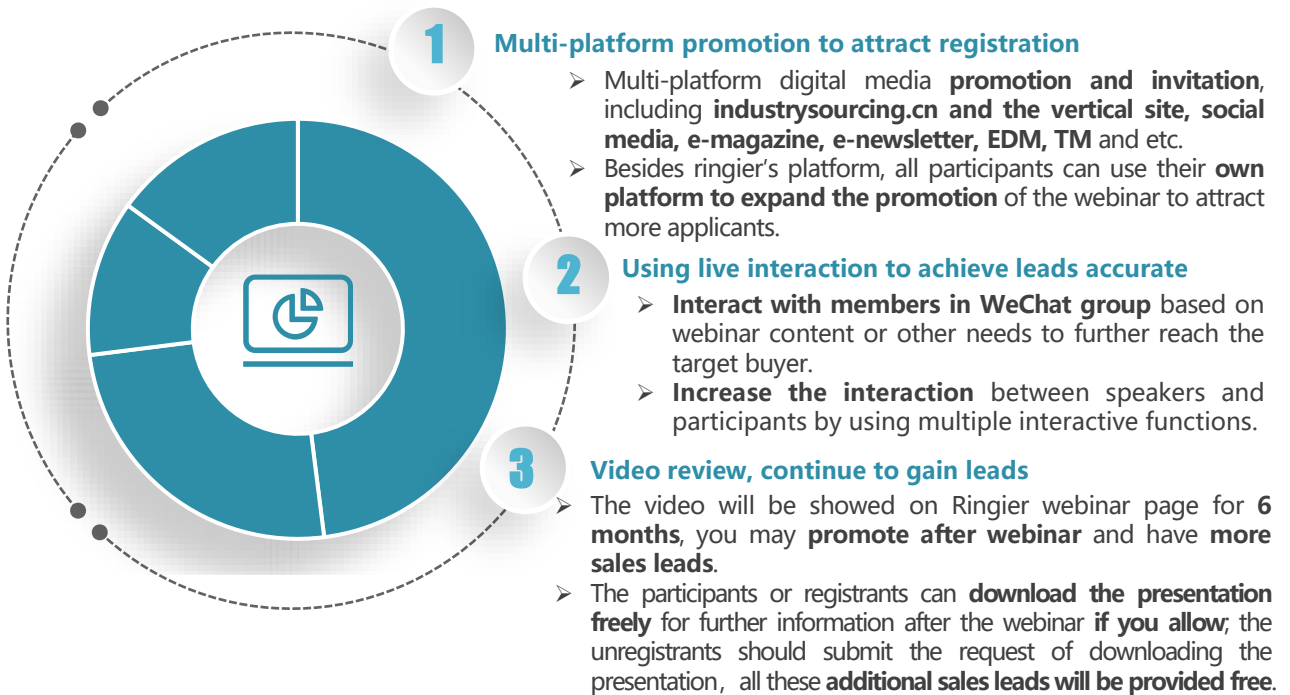 1
Multi-platform promotion to attract registration
➢ Multi-platform digital media promotion and invitation,
including industrysourcing.cn and the vertical site, social
media, e-magazine, e-newsletter, EDM, TM and etc.
➢ Besides ringier’s platform, all participants can use their own
platform to expand the promotion of the webinar to attract
more applicants.
2
Using live interaction to achieve leads accurate
➢ Interact with members in WeChat group based on
webinar content or other needs to further reach the
target buyer.
➢ Increase the interaction between speakers and
participants by using multiple interactive functions.
3
Video review, continue to gain leads
➢ The video will be showed on Ringier webinar page for 6
months, you may promote after webinar and have more
sales leads.
➢ The participants or registrants can download the presentation
freely for further information after the webinar if you allow; the
unregistrants should submit the request of downloading the
presentation，all these additional sales leads will be provided free.